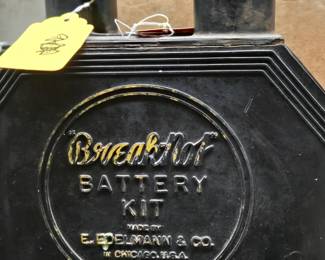 "BreakNot"
BATTERY
KIT
MADE BY
E. EDELMANN & CO.
IN CHICAGO, U.S.A.